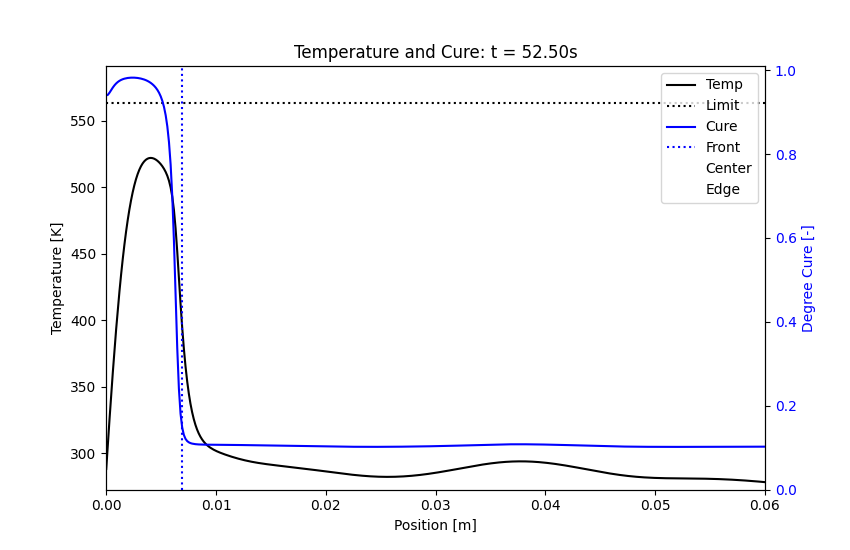 Temperature and Cure: t = 52.50s
Temp
Limit
Cure
Front
Center
Edge
Temperature [K]
550
500
450
400
350
300
Degree Cure [-]
1.0
0.8
0.6
0.4
0.2
0.0
0.00 0.01 0.02 0.03 0.04 0.05 0.06
Position [m]